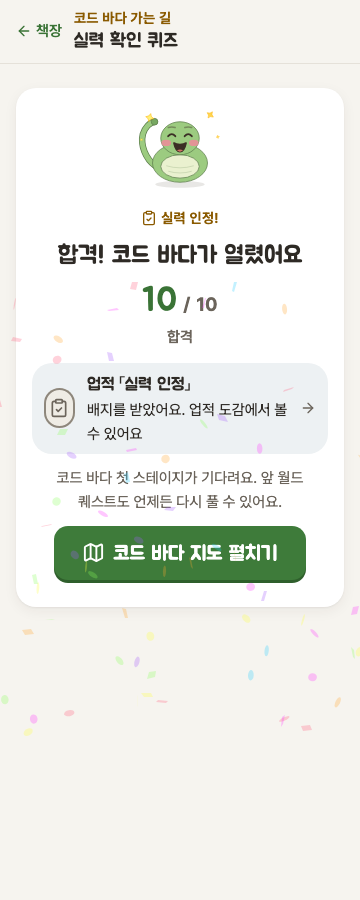 책장
코드 바다 가는 길
실력 확인 퀴즈
실력 인정!
합격! 코드 바다가 열렸어요
10 / 10
합격
업적 「실력 인정」
배지를 받았어요. 업적 도감에서 볼
수 있어요
코드 바다 첫 스테이지가 기다려요. 앞 월드
퀘스트도 언제든 다시 풀 수 있어요.
코드 바다 지도 펼치기